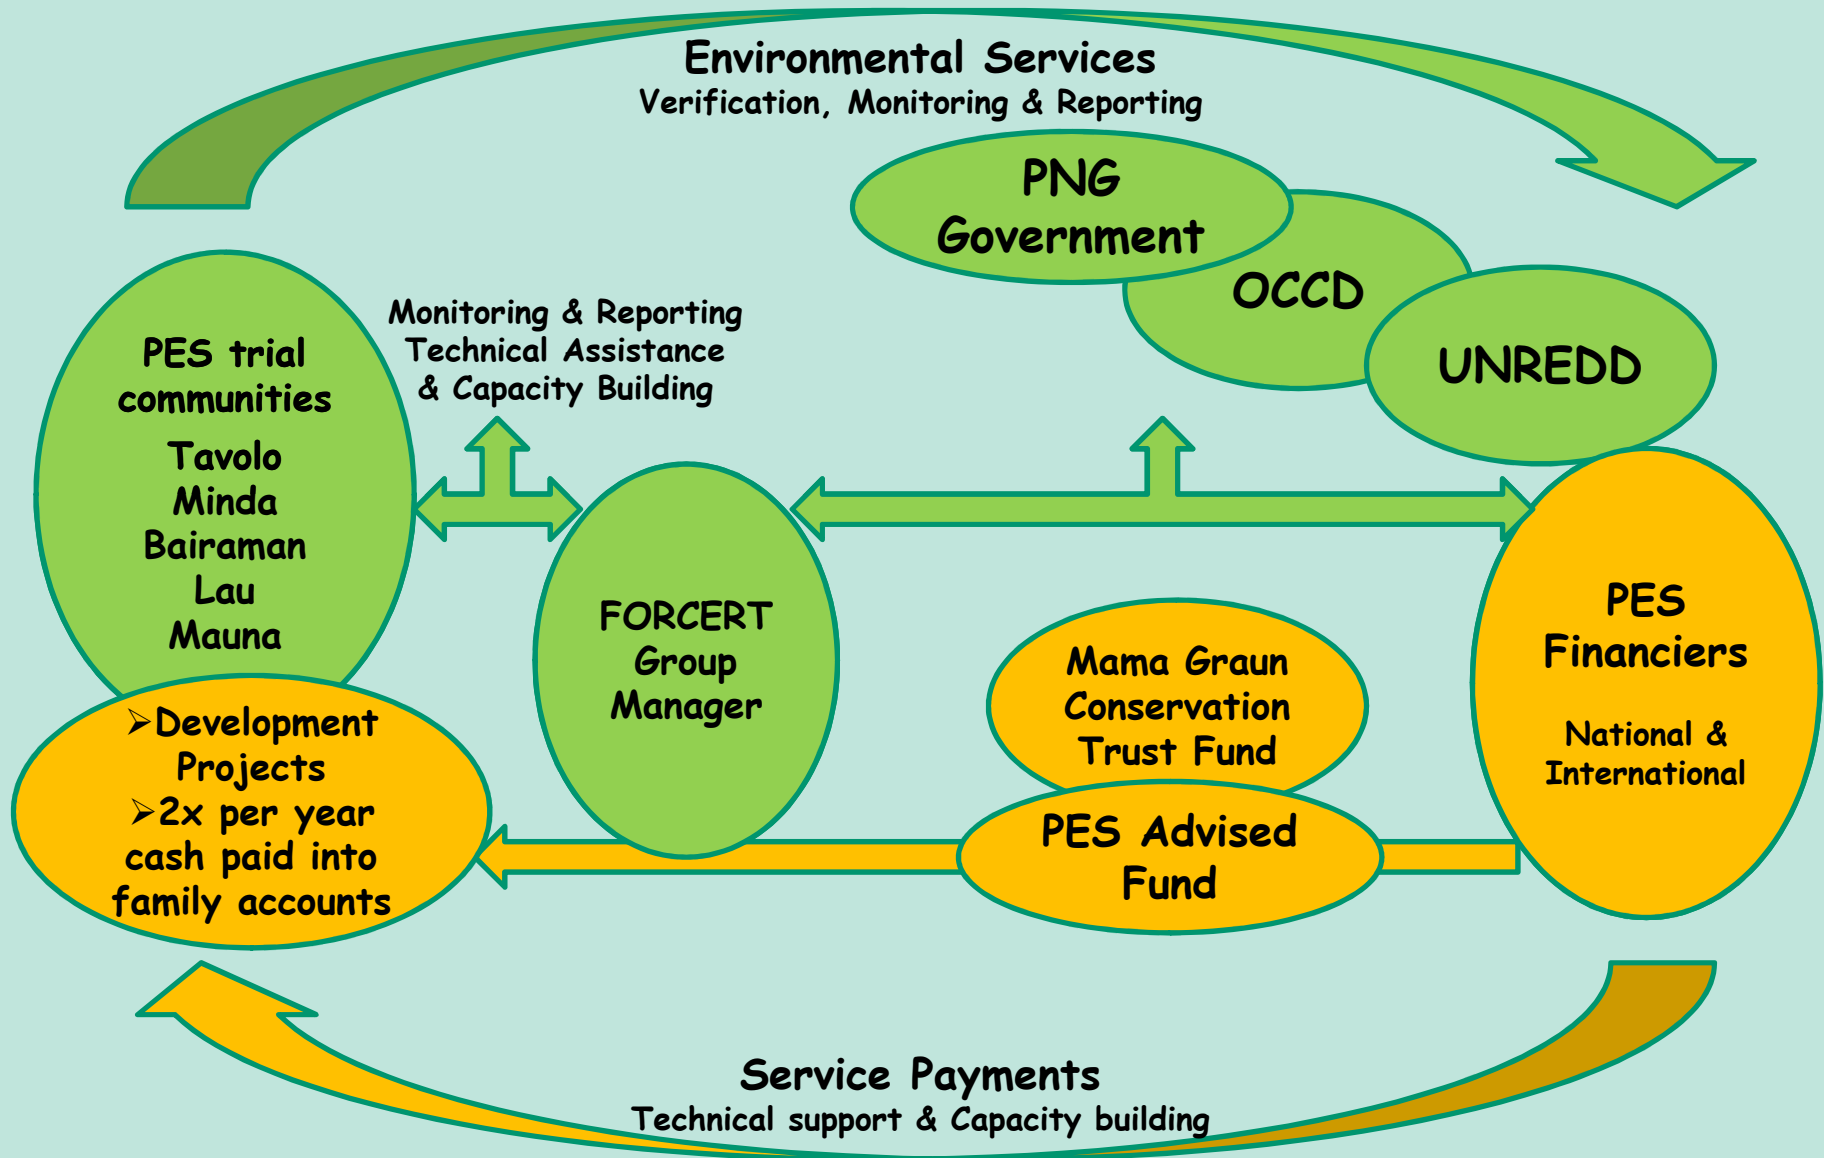 Environmental Services
Verification, Monitoring & Reporting
PNG
Government
OCCD
UNREDD
PES trial
communities
Tavolo
Minda
Bairaman
Lau
Mauna
Monitoring & Reporting
Technical Assistance
& Capacity Building
FORCERT
Group
Manager
Mama Graun
Conservation
Trust Fund
PES Advised
Fund
PES
Financiers
National &
International
➢Development
Projects
➢2x per year
cash paid into
family accounts
Service Payments
Technical support & Capacity building